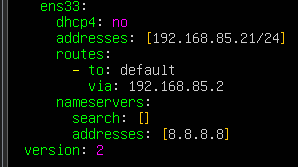 ens33:
  dhcp4: no
  addresses: [192.168.85.21/24]
  routes:
    - to: default
      via: 192.168.85.2
  nameservers:
    search: []
    addresses: [8.8.8.8]
version: 2